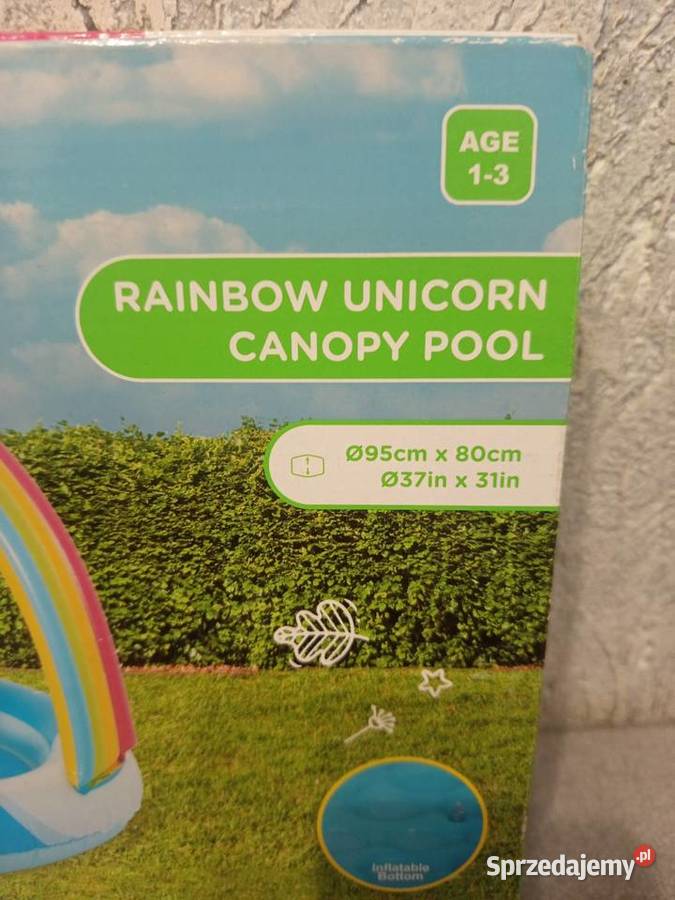 AGE
1-3
RAINBOW UNICORN
CANOPY POOL
Ø95cm x 80cm
Ø37in x 31in
Inflatable
Bottom
Sprzedajemy.pl